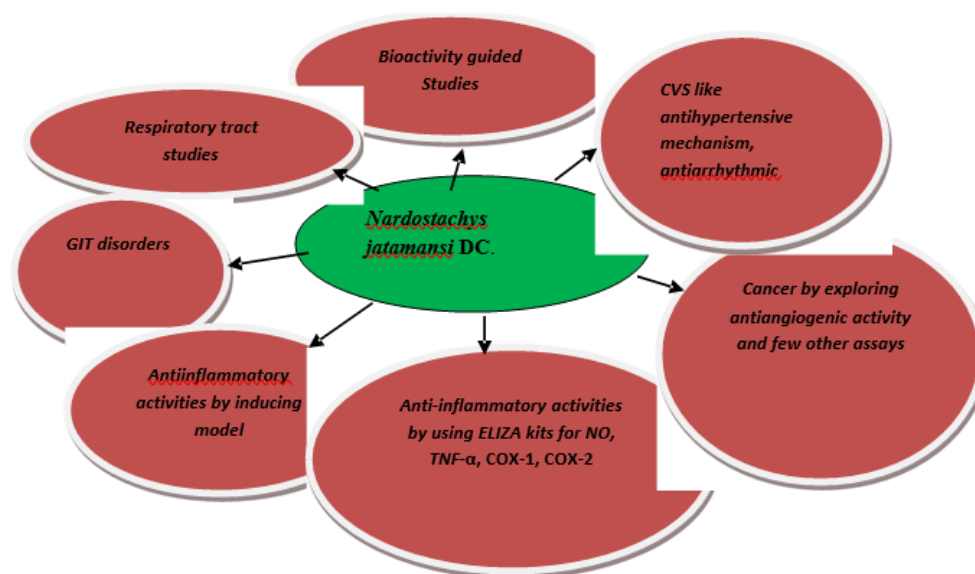 Bioactivity guided
Studies
CVS like
antihypertensive
mechanism,
antiarrhythmic
Respiratory tract
studies
Nardostachys
jatamansi DC.
GIT disorders
Cancer by exploring
antiangiogenic activity
and few other assays
Antiinflammatory
activities by inducing
model
Anti-inflammatory activities
by using ELIZA kits for NO,
TNF-α, COX-1, COX-2